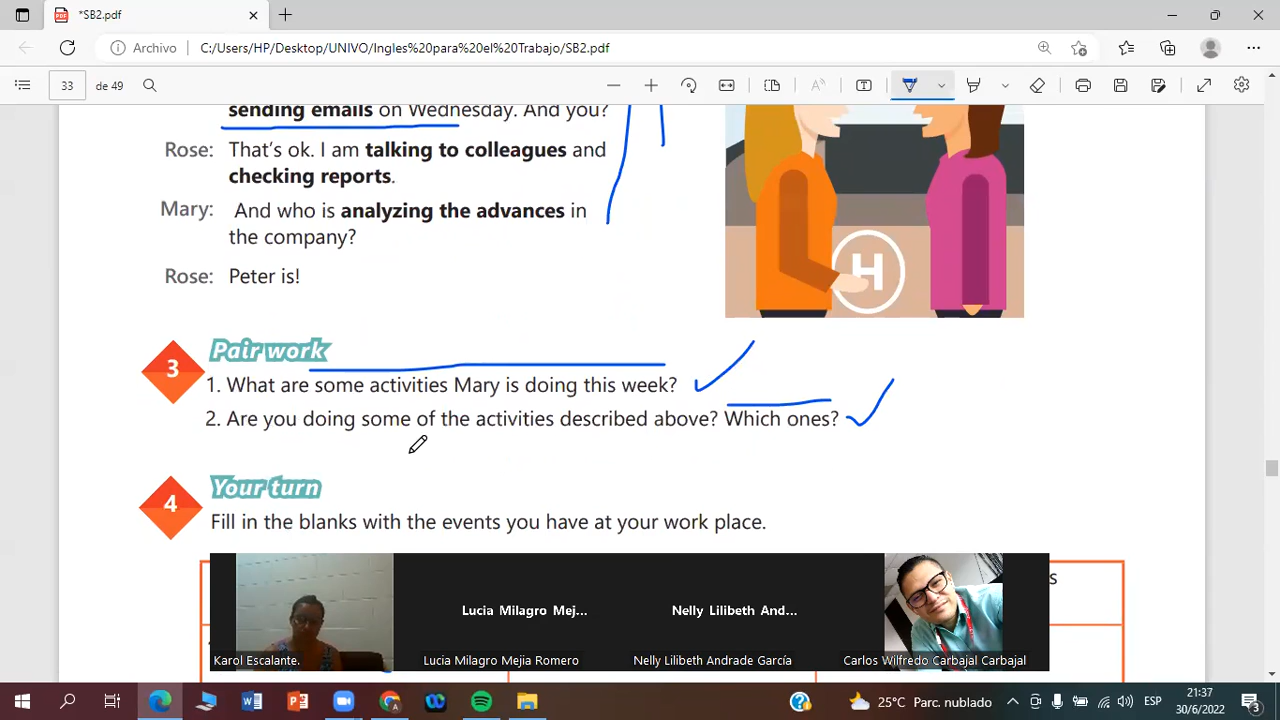 *SB2.pdf
Archivo C:/Users/HP/Desktop/UNIVO/Ingles%20para%20el%20Trabajo/SB2.pdf
33 de 49
sending emails on Wednesday. And you?
Rose: That's ok. I am talking to colleagues and
checking reports.
Mary: And who is analyzing the advances in
the company?
Rose: Peter is!
H
3 Pair work
1. What are some activities Mary is doing this week?
2. Are you doing some of the activities described above? Which ones?
4 Your turn
Fill in the blanks with the events you have at your work place.
Lucia Milagro Mej...
Nelly Lilibeth And...
Karol Escalante.
Lucia Milagro Mejia Romero
Nelly Lilibeth Andrade García
Carlos Wilfredo Carbajal Carbajal
25°C Parc. nublado
ESP
21:37
30/6/2022
3